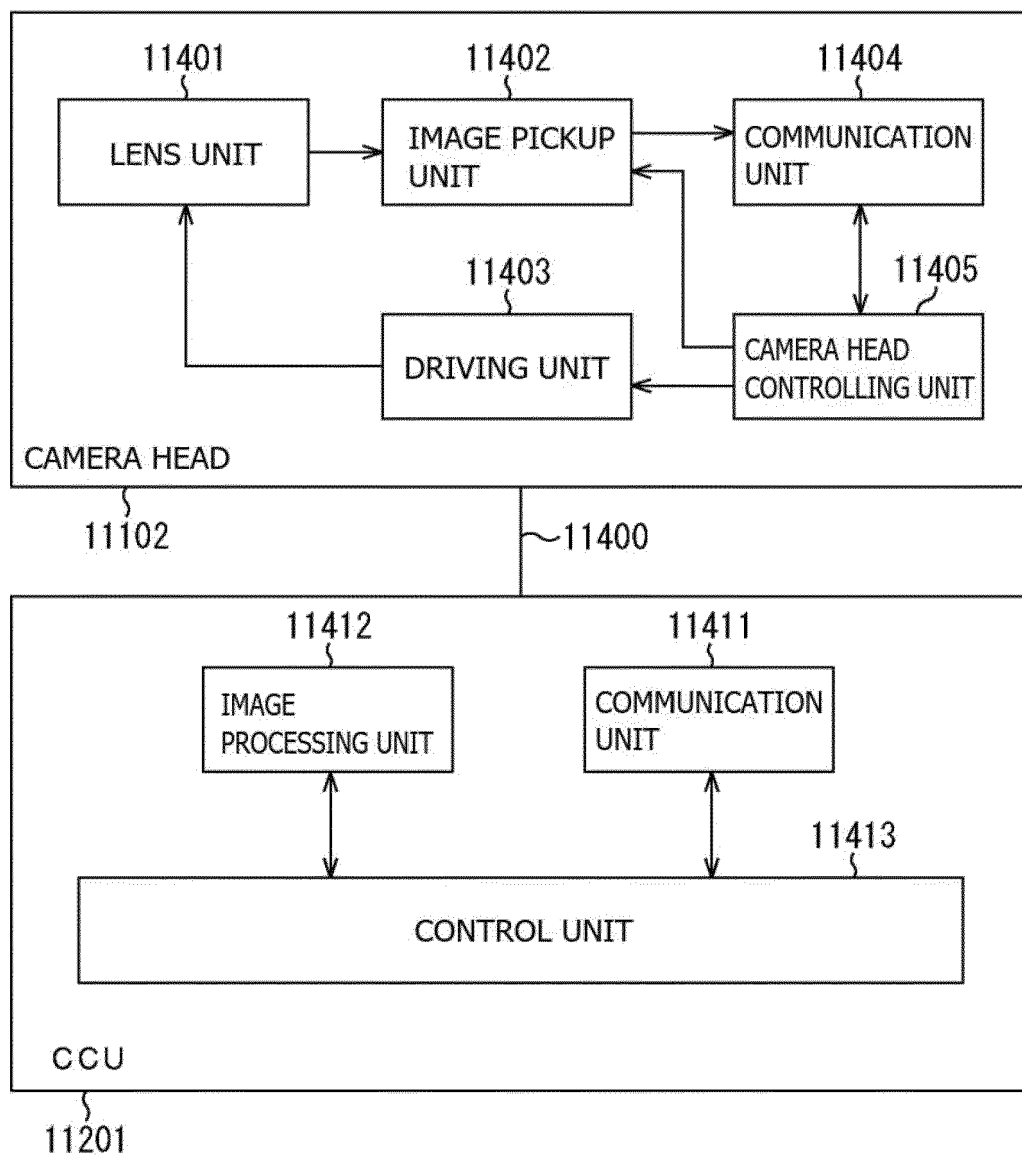 11401
11402
11404
LENS UNIT
IMAGE PICKUP
UNIT
COMMUNICATION
UNIT
11403
11405
DRIVING UNIT
CAMERA HEAD
CONTROLLING UNIT
CAMERA HEAD
11102
11400
11412
11411
IMAGE
PROCESSING UNIT
COMMUNICATION
UNIT
11413
CONTROL UNIT
CCU
11201